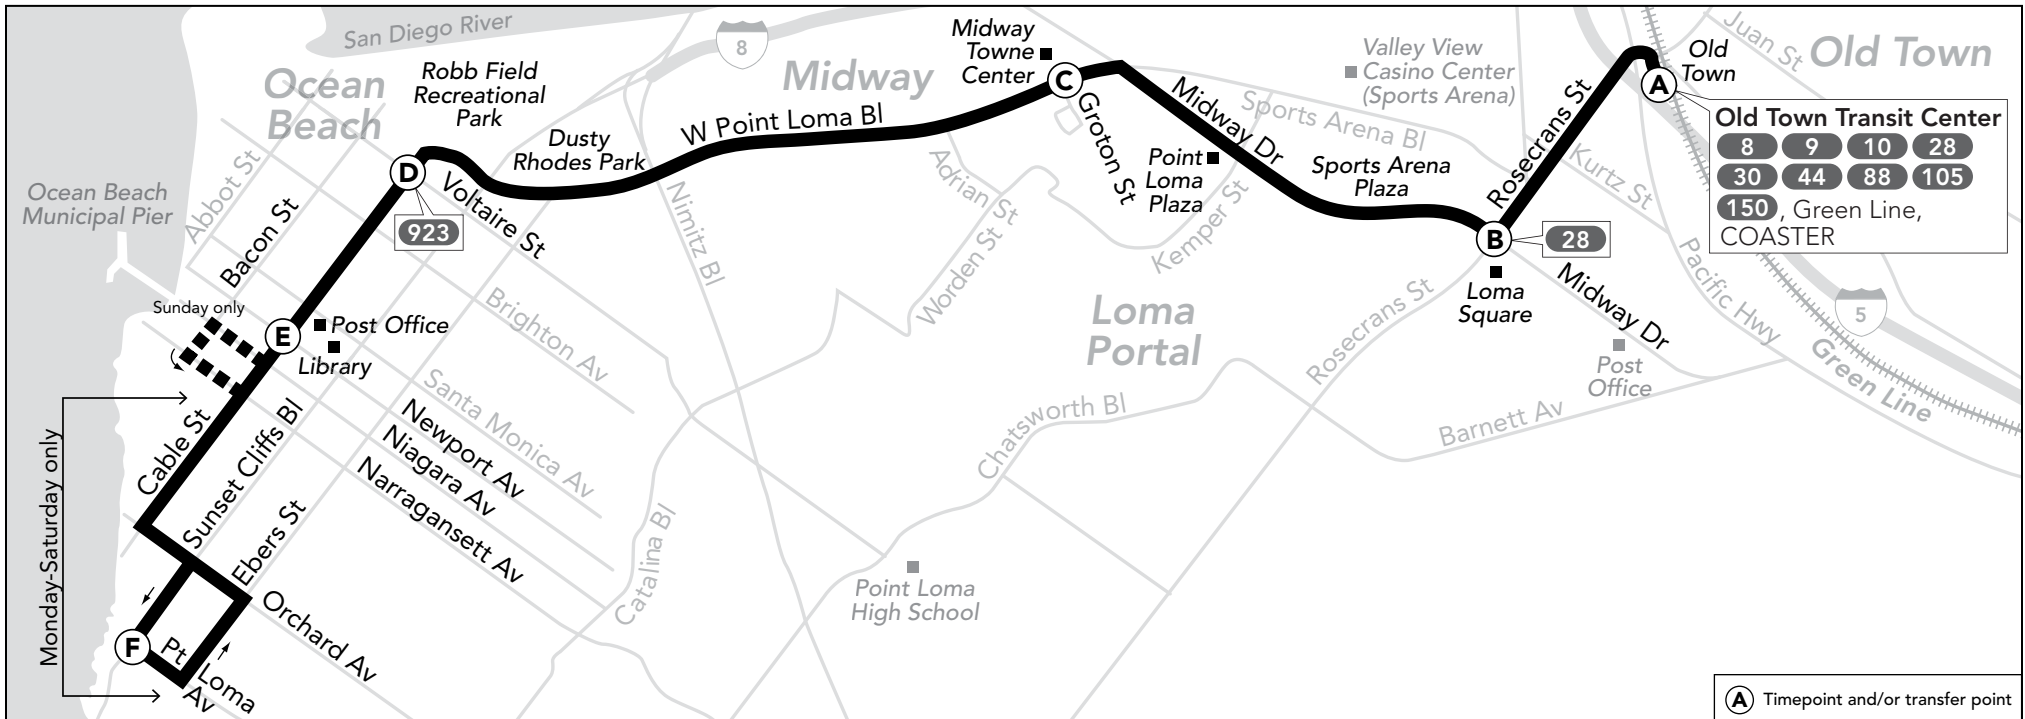 San Diego River
8
Ocean
Beach
Robb Field
Recreational
Park
Midway
Midway
Towne
Center
C
Valley View
Casino Center
(Sports Arena)
Juan St
Old Town
Old
Town
A
Old Town Transit Center
8 9 10 28
30 44 88 105
150, Green Line,
COASTER
Dusty
Rhodes Park
W Point Loma Bl
Groton St
Midway Dr
Sports Arena Bl
Point
Loma
Plaza
Sports Arena
Plaza
Rosecrans St
Kurtz St
Ocean Beach
Municipal Pier
Abbot St
Bacon St
D
923
Voltaire St
Nimitz Bl
Adrian St
Worden St
Kemper St
B
28
Loma
Square
Midway Dr
Pacific Hwy
5
Green Line
Post
Office
Sunday only
E
Post Office
Library
Brighton Av
Loma
Portal
Rosecrans St
Barnett Av
Chatsworth Bl
Santa Monica Av
Newport Av
Niagara Av
Narragansett Av
Cable St
Sunset Cliffs Bl
Ebers St
Catalina Bl
Point Loma
High School
Monday-Saturday only
F
Pt Loma
Av
Orchard Av
A Timepoint and/or transfer point